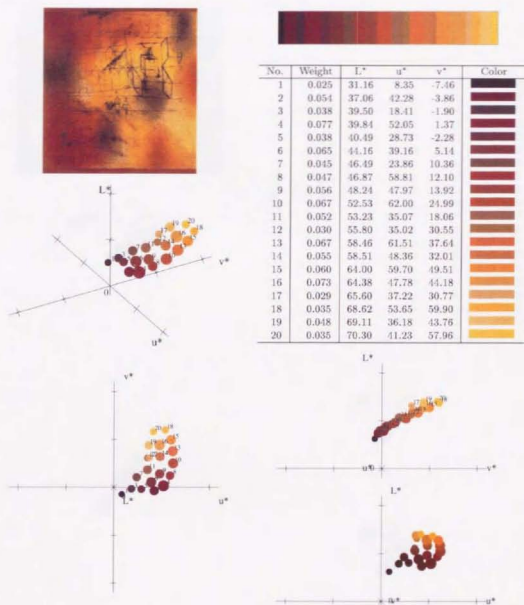 No. Weight L* u* v* Color
1 0.025 31.16 8.35 -7.46
2 0.054 37.06 42.28 -3.86
3 0.038 39.50 18.41 -1.90
4 0.077 39.84 52.05 1.37
5 0.038 40.49 28.73 -2.28
6 0.065 44.16 39.16 5.14
7 0.045 46.49 23.86 10.36
8 0.047 46.87 58.81 12.10
9 0.056 48.24 47.97 13.92
10 0.067 52.53 62.00 24.99
11 0.052 53.23 35.07 18.06
12 0.030 55.80 35.02 30.55
13 0.067 58.46 61.51 37.64
14 0.055 58.51 48.36 32.01
15 0.060 64.00 59.70 49.51
16 0.073 64.38 47.78 44.18
17 0.029 65.60 37.22 30.77
18 0.035 68.62 53.65 59.90
19 0.048 69.11 36.18 43.76
20 0.035 70.30 41.23 57.96
L*
v*
0
u*
v*
L*
u*
L*
u*
v*
L*
u*